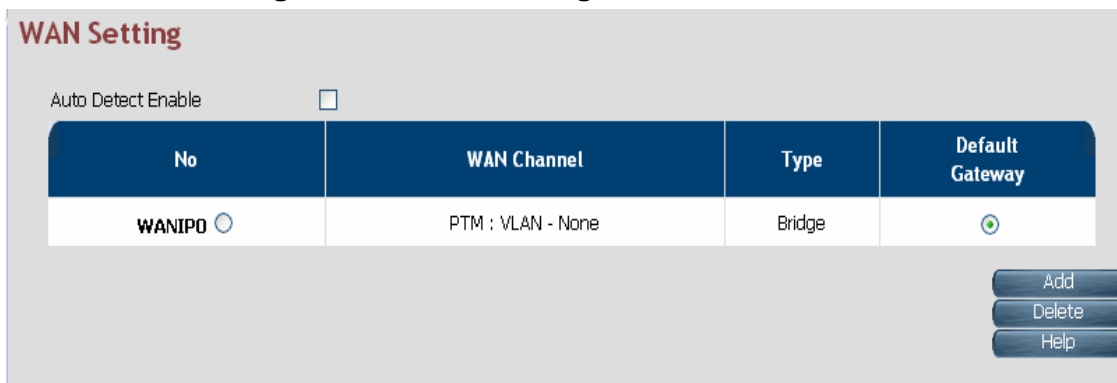 WAN Setting
Auto Detect Enable
No WAN Channel Type Default Gateway
WANIP0 PTM : VLAN - None Bridge
Add
Delete
Help